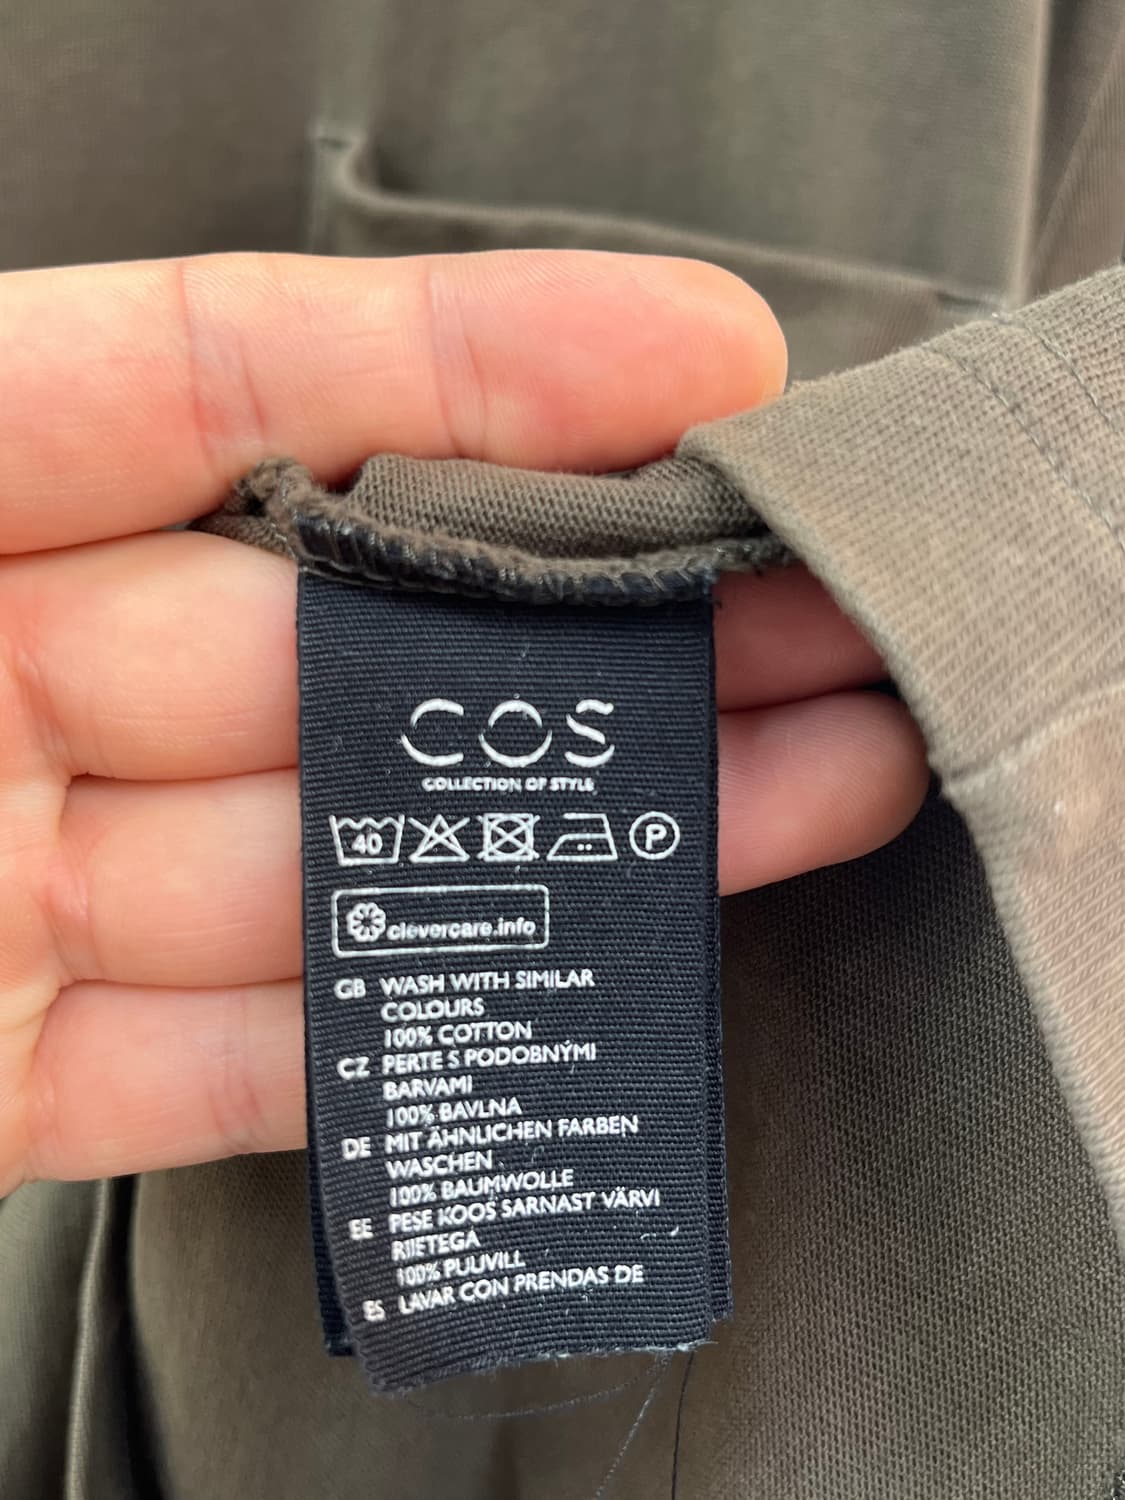 COS
COLLECTION OF STYLE
40 P
clevercare.info
GB WASH WITH SIMILAR
COLOURS
100% COTTON
CZ PERTE S PODOBNÝMI
BARVAMI
100% BAVLNA
DE MIT ÄHNLICHEN FARBEN
WASCHEN
100% BAUMWOLLE
EE PESE KOOS SARNAST VÄRVI
RIIETEGA
100% PUUVILL
ES LAVAR CON PRENDAS DE